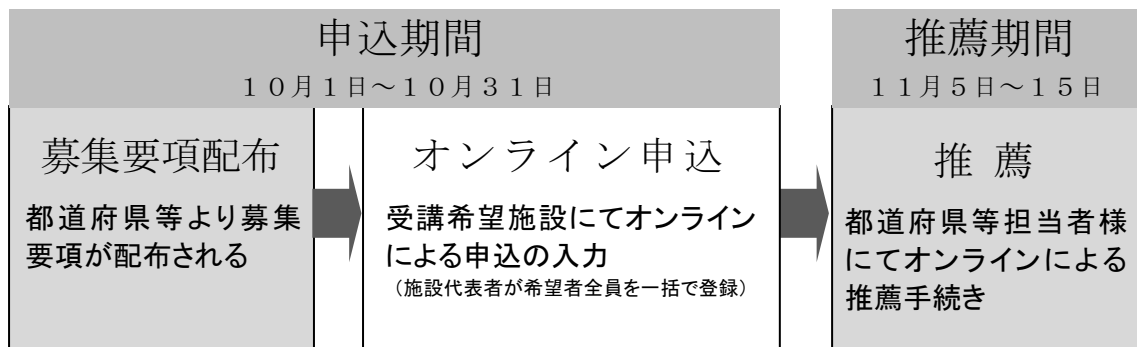 申込期間
１０月１日～１０月３１日
推薦期間
１１月５日～１５日
募集要項配布
都道府県等より募集
要項が配布される
オンライン申込
受講希望施設にてオンライン
による申込の入力
（施設代表者が希望者全員を一括で登録）
推 薦
都道府県等担当者様
にてオンラインによる
推薦手続き